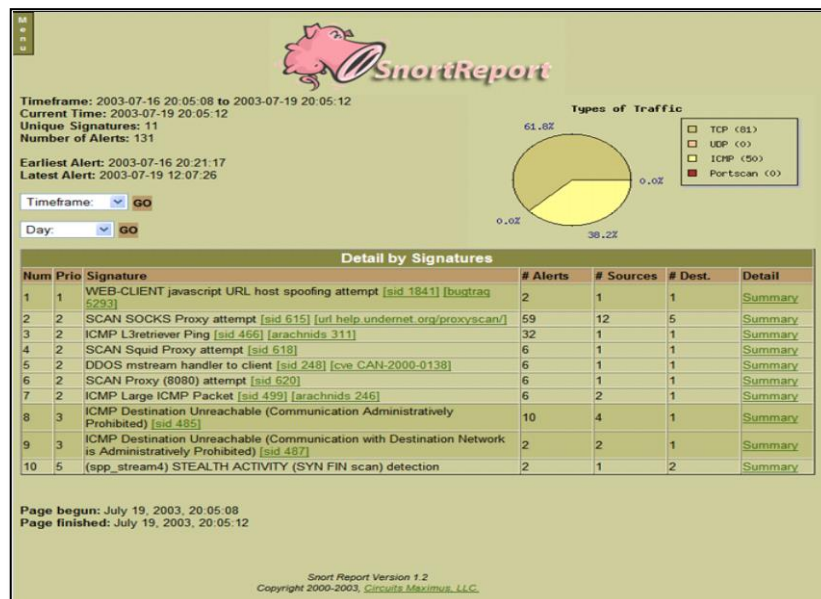 Menu
SnortReport
Timeframe: 2003-07-16 20:05:08 to 2003-07-19 20:05:12
Current Time: 2003-07-19 20:05:12
Unique Signatures: 11
Number of Alerts: 131
Earliest Alert: 2003-07-16 20:21:17
Latest Alert: 2003-07-19 12:07:26
Timeframe: GO
Day: GO
Types of Traffic
61.8%
0.0%
0.0%
38.2%
TCP (81)
UDP (0)
ICMP (50)
Portscan (0)
Detail by Signatures
Num Prio Signature # Alerts # Sources # Dest. Detail
1 1 WEB-CLIENT javascript URL host spoofing attempt [sid 1841] [bugtraq 5293] 2 1 1 Summary
2 2 SCAN SOCKS Proxy attempt [sid 615] [url help.undernet.org/proxyscan/] 59 12 5 Summary
3 2 ICMP L3retriever Ping [sid 466] [arachnids 311] 32 1 1 Summary
4 2 SCAN Squid Proxy attempt [sid 618] 6 1 1 Summary
5 2 DDOS mstream handler to client [sid 248] [cve CAN-2000-0138] 6 1 1 Summary
6 2 SCAN Proxy (8080) attempt [sid 620] 6 1 1 Summary
7 2 ICMP Large ICMP Packet [sid 499] [arachnids 246] 6 2 1 Summary
8 3 ICMP Destination Unreachable (Communication Administratively Prohibited) [sid 485] 10 4 1 Summary
9 3 ICMP Destination Unreachable (Communication with Destination Network is Administratively Prohibited) [sid 487] 2 2 1 Summary
10 5 (spp_stream4) STEALTH ACTIVITY (SYN FIN scan) detection 2 1 2 Summary
Page begun: July 19, 2003, 20:05:08
Page finished: July 19, 2003, 20:05:12
Snort Report Version 1.2
Copyright 2000-2003, Circuits Maximus, LLC.